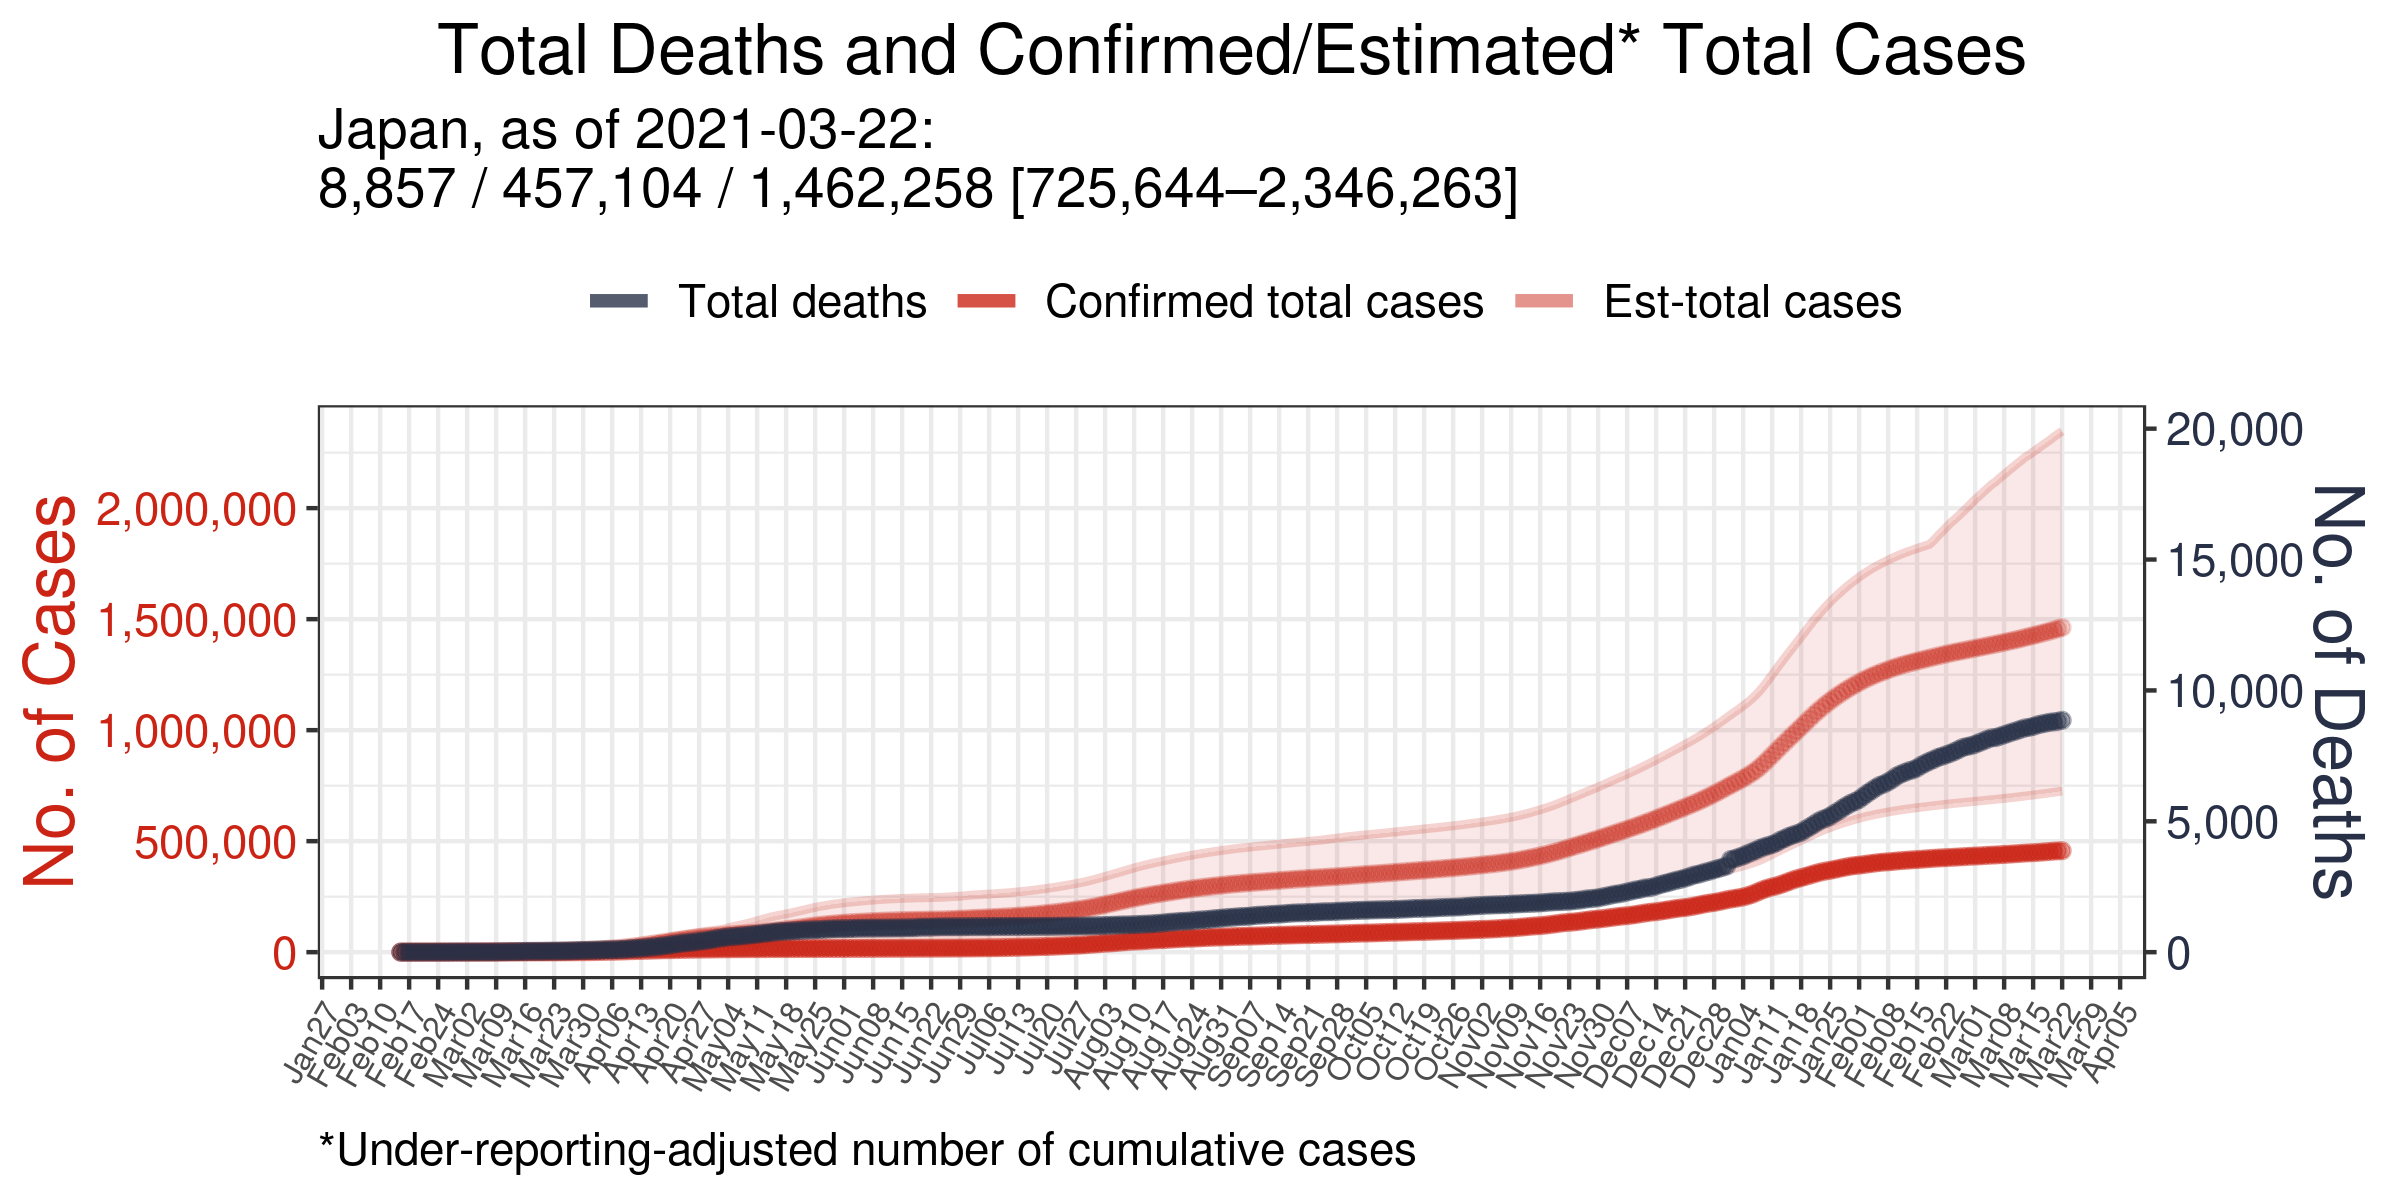 Total Deaths and Confirmed/Estimated* Total Cases
Japan, as of 2021-03-22:
8,857 / 457,104 / 1,462,258 [725,644–2,346,263]
Total deaths
Confirmed total cases
Est-total cases
No. of Cases
2,000,000
1,500,000
1,000,000
500,000
0
20,000
15,000
10,000
5,000
0
No. of Deaths
Jan27
Feb03
Feb10
Feb17
Feb24
Mar02
Mar09
Mar16
Mar23
Mar30
Apr06
Apr13
Apr20
Apr27
May04
May11
May18
May25
Jun01
Jun08
Jun15
Jun22
Jun29
Jul06
Jul13
Jul20
Jul27
Aug03
Aug10
Aug17
Aug24
Aug31
Sep07
Sep14
Sep21
Sep28
Oct05
Oct12
Oct19
Oct26
Nov02
Nov09
Nov16
Nov23
Nov30
Dec07
Dec14
Dec21
Dec28
Jan04
Jan11
Jan18
Jan25
Feb01
Feb08
Feb15
Feb22
Mar01
Mar08
Mar15
Mar22
Mar29
Apr05
*Under-reporting-adjusted number of cumulative cases